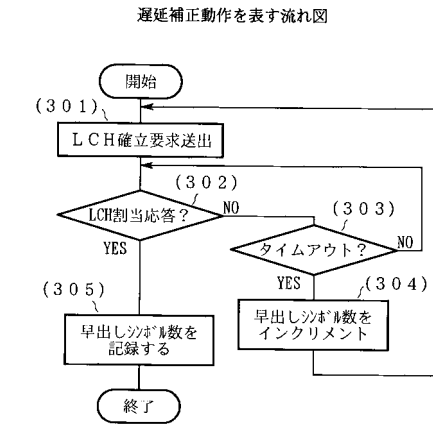 遅延補正動作を表す流れ図
開始
(301)
LCH確立要求送出
(302)
LCH割当応答?
NO
YES
(303)
タイムアウト?
NO
YES
(304)
早出しシンボル数を
インクリメント
(305)
早出しシンボル数を
記録する
終了